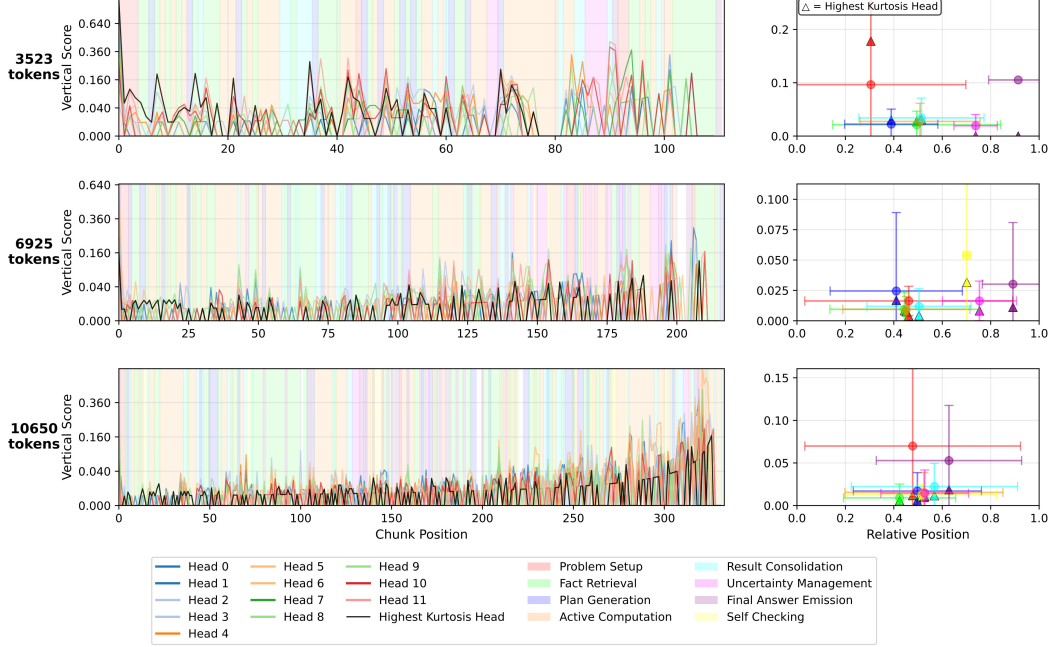 △ = Highest Kurtosis Head
3523
tokens
Vertical Score
0.640
0.360
0.160
0.040
0.000
0 20 40 60 80 100
0.2
0.1
0.0
0.0 0.2 0.4 0.6 0.8 1.0
6925
tokens
Vertical Score
0.640
0.360
0.160
0.040
0.000
0 25 50 75 100 125 150 175 200
0.100
0.075
0.050
0.025
0.000
0.0 0.2 0.4 0.6 0.8 1.0
10650
tokens
Vertical Score
0.360
0.160
0.040
0.000
0 50 100 150 200 250 300
Chunk Position
0.15
0.10
0.05
0.00
0.0 0.2 0.4 0.6 0.8 1.0
Relative Position
Head 0
Head 1
Head 2
Head 3
Head 4
Head 5
Head 6
Head 7
Head 8
Head 9
Head 10
Head 11
Highest Kurtosis Head
Problem Setup
Fact Retrieval
Plan Generation
Active Computation
Result Consolidation
Uncertainty Management
Final Answer Emission
Self Checking